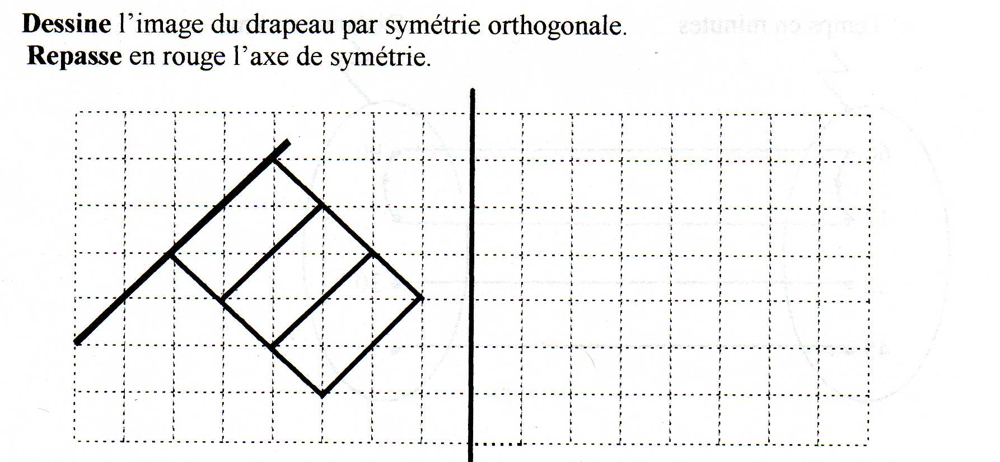 Dessine l’image du drapeau par symétrie orthogonale.
Repasse en rouge l’axe de symétrie.